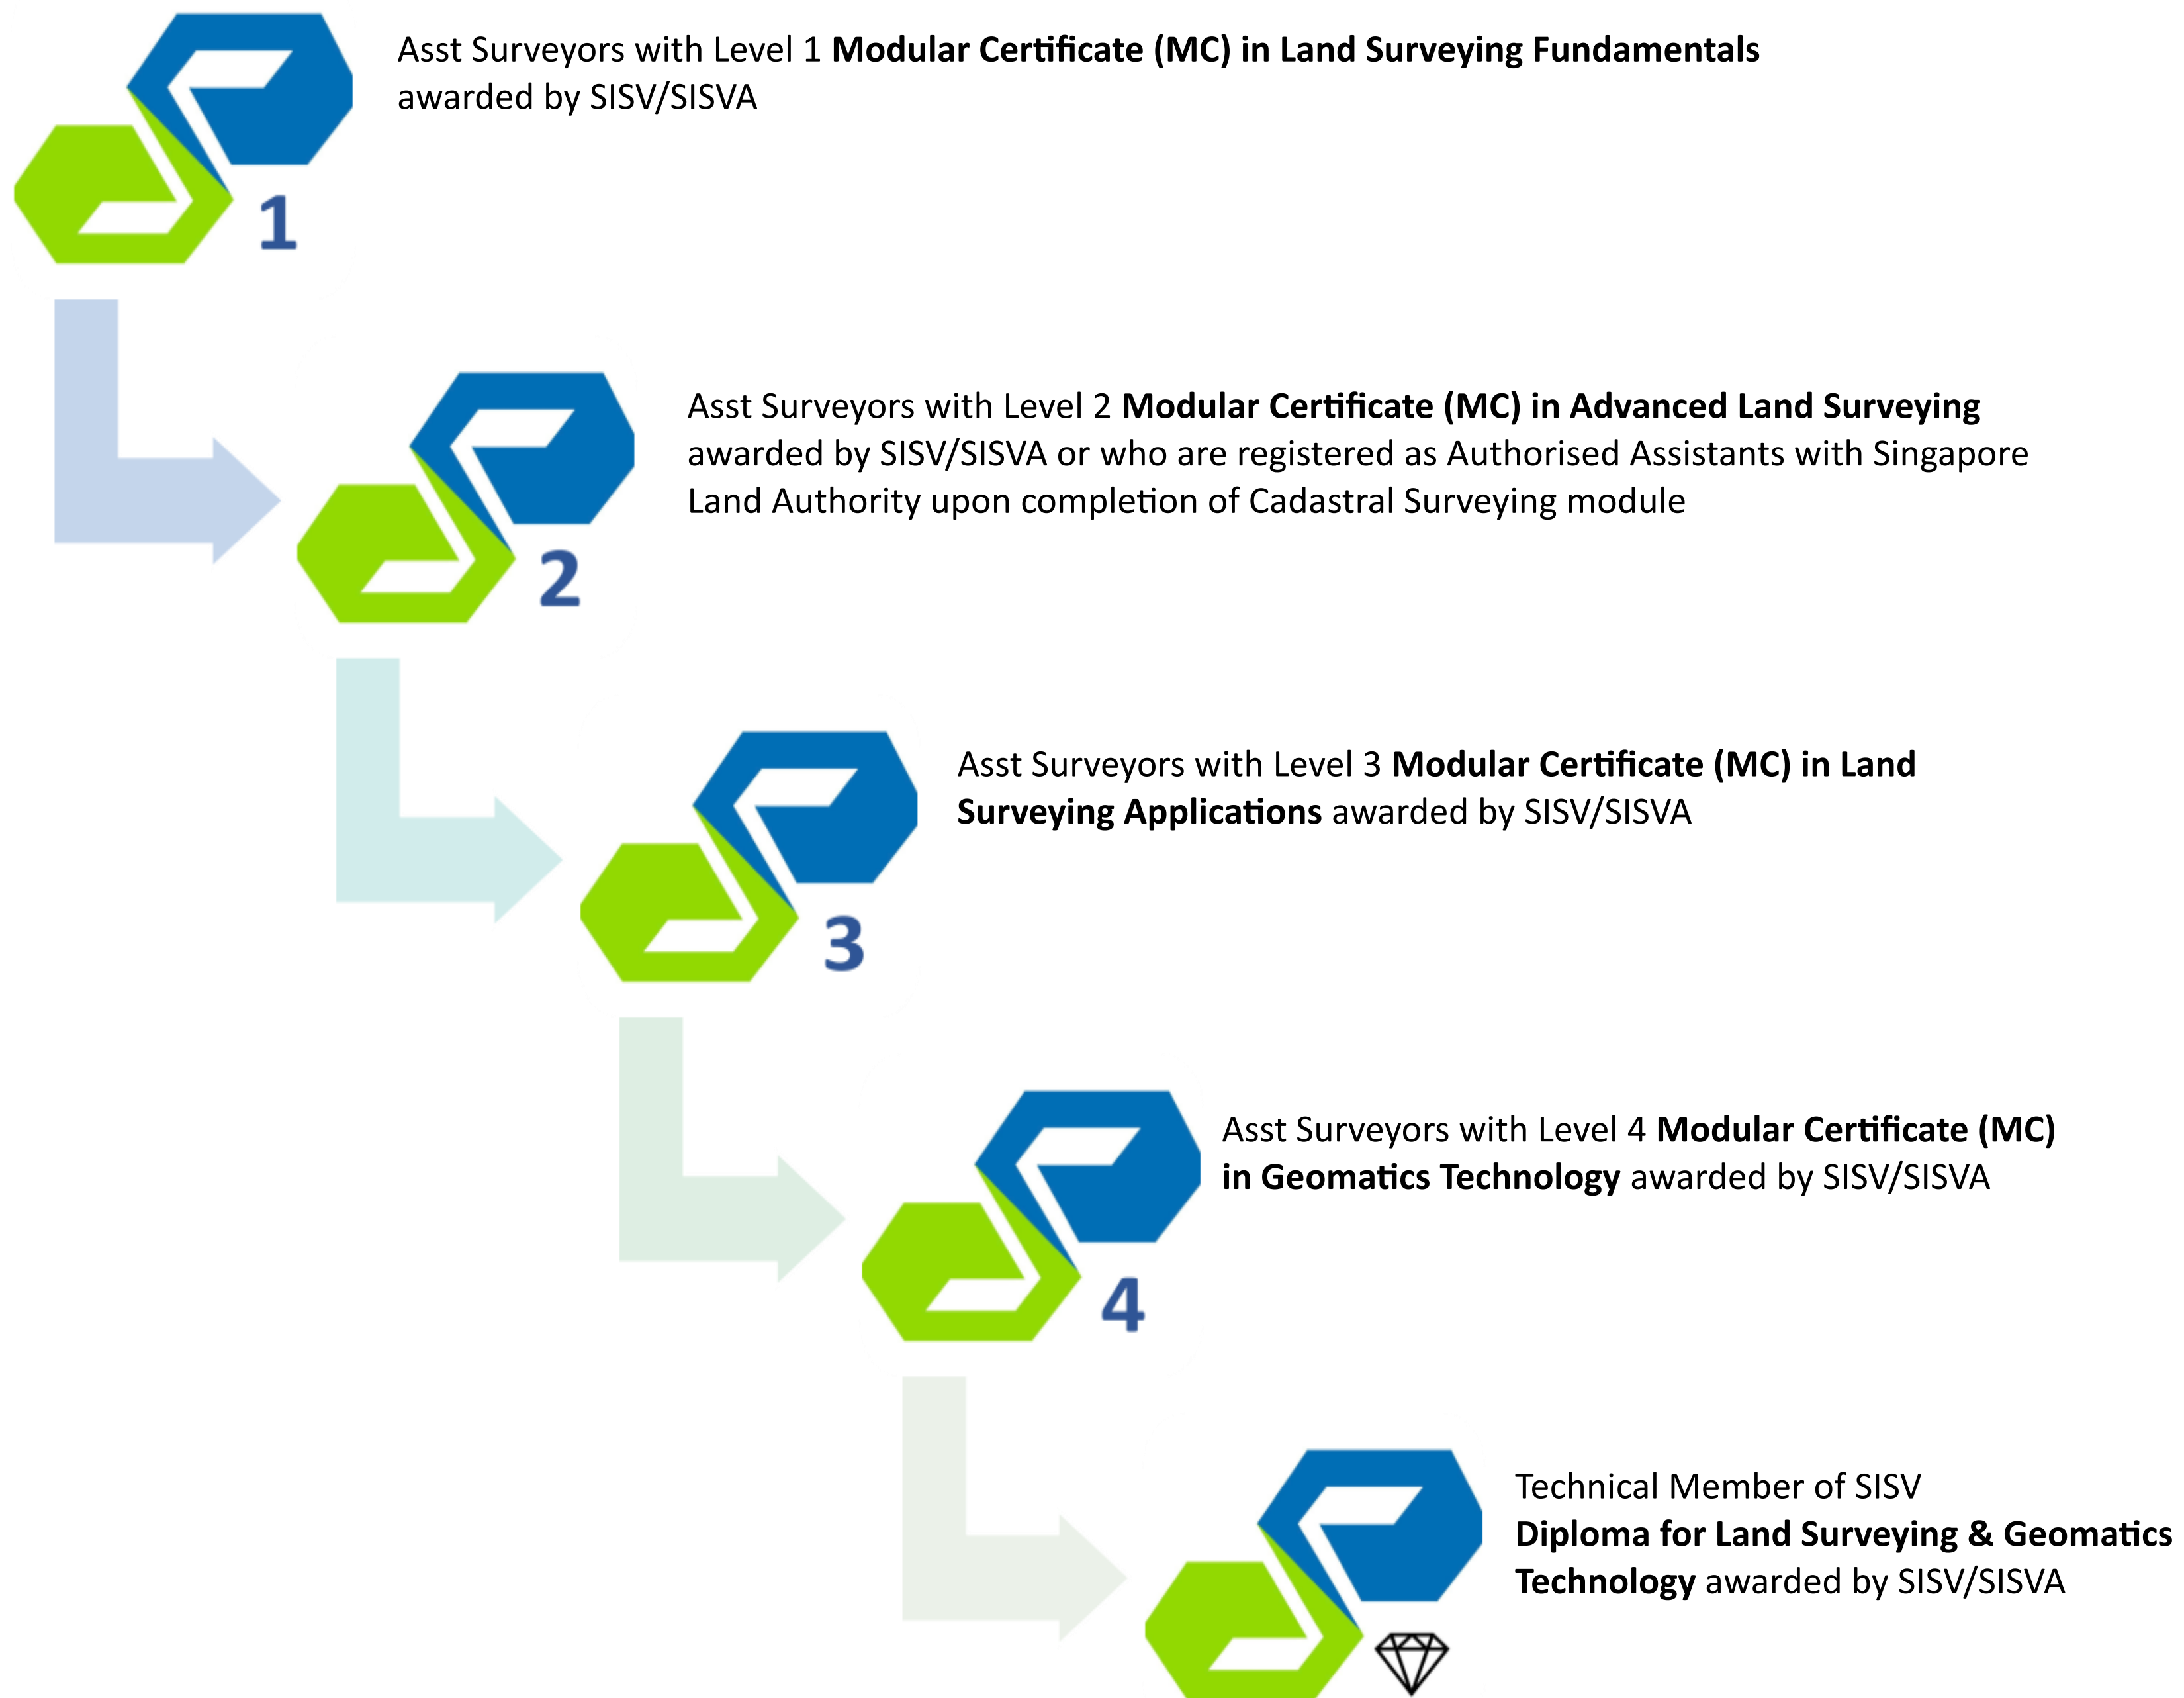 Asst Surveyors with Level 1 Modular Certificate (MC) in Land Surveying Fundamentals
awarded by SISV/SISVA
1
Asst Surveyors with Level 2 Modular Certificate (MC) in Advanced Land Surveying
awarded by SISV/SISVA or who are registered as Authorised Assistants with Singapore
Land Authority upon completion of Cadastral Surveying module
2
Asst Surveyors with Level 3 Modular Certificate (MC) in Land
Surveying Applications awarded by SISV/SISVA
3
Asst Surveyors with Level 4 Modular Certificate (MC)
in Geomatics Technology awarded by SISV/SISVA
4
Technical Member of SISV
Diploma for Land Surveying & Geomatics
Technology awarded by SISV/SISVA